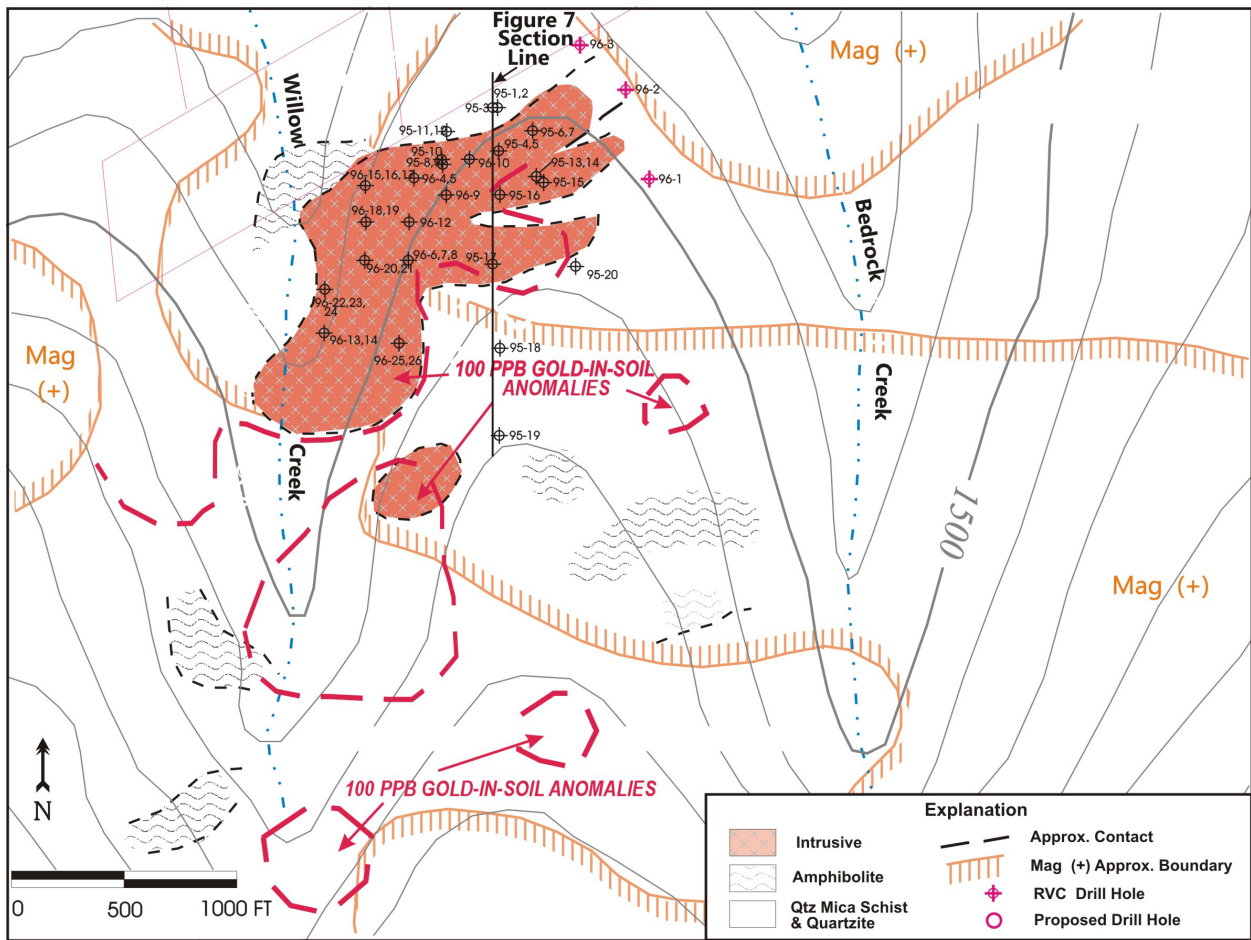 Figure 7
Section
Line
96-3
Mag (+)
96-2
Willow
95-1,2
95-3
95-11,12
95-6,7
95-10
95-8,9
95-4,5
96-10
95-13,14
96-15,16,17
96-4,5
95-15
96-1
96-9
95-16
96-18,19
96-12
Bedrock
96-20,21
96-6,7,8
95-17
95-20
96-22,23,
24
96-13,14
96-25,26
95-18
Mag
(+)
100 PPB GOLD-IN-SOIL
ANOMALIES
Creek
95-19
Creek
1500
Mag (+)
100 PPB GOLD-IN-SOIL ANOMALIES
N
0 500 1000 FT
Explanation
Intrusive
Amphibolite
Qtz Mica Schist
& Quartzite
Approx. Contact
Mag (+) Approx. Boundary
RVC Drill Hole
Proposed Drill Hole